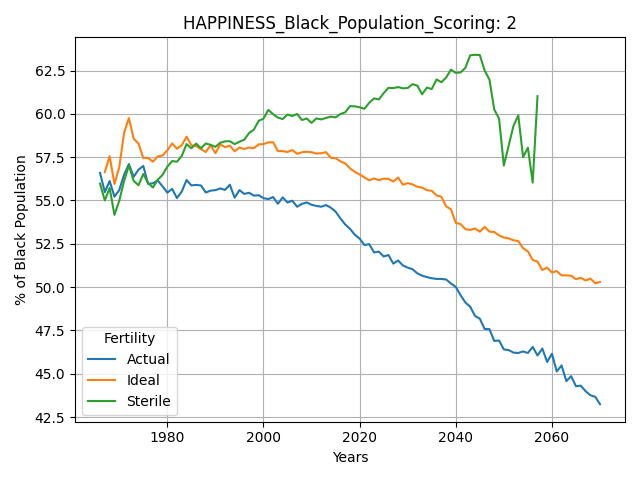 HAPPINESS_Black_Population_Scoring: 2
% of Black Population
62.5
60.0
57.5
55.0
52.5
50.0
47.5
45.0
42.5
Fertility
Actual
Ideal
Sterile
1980
2000
2020
2040
2060
Years